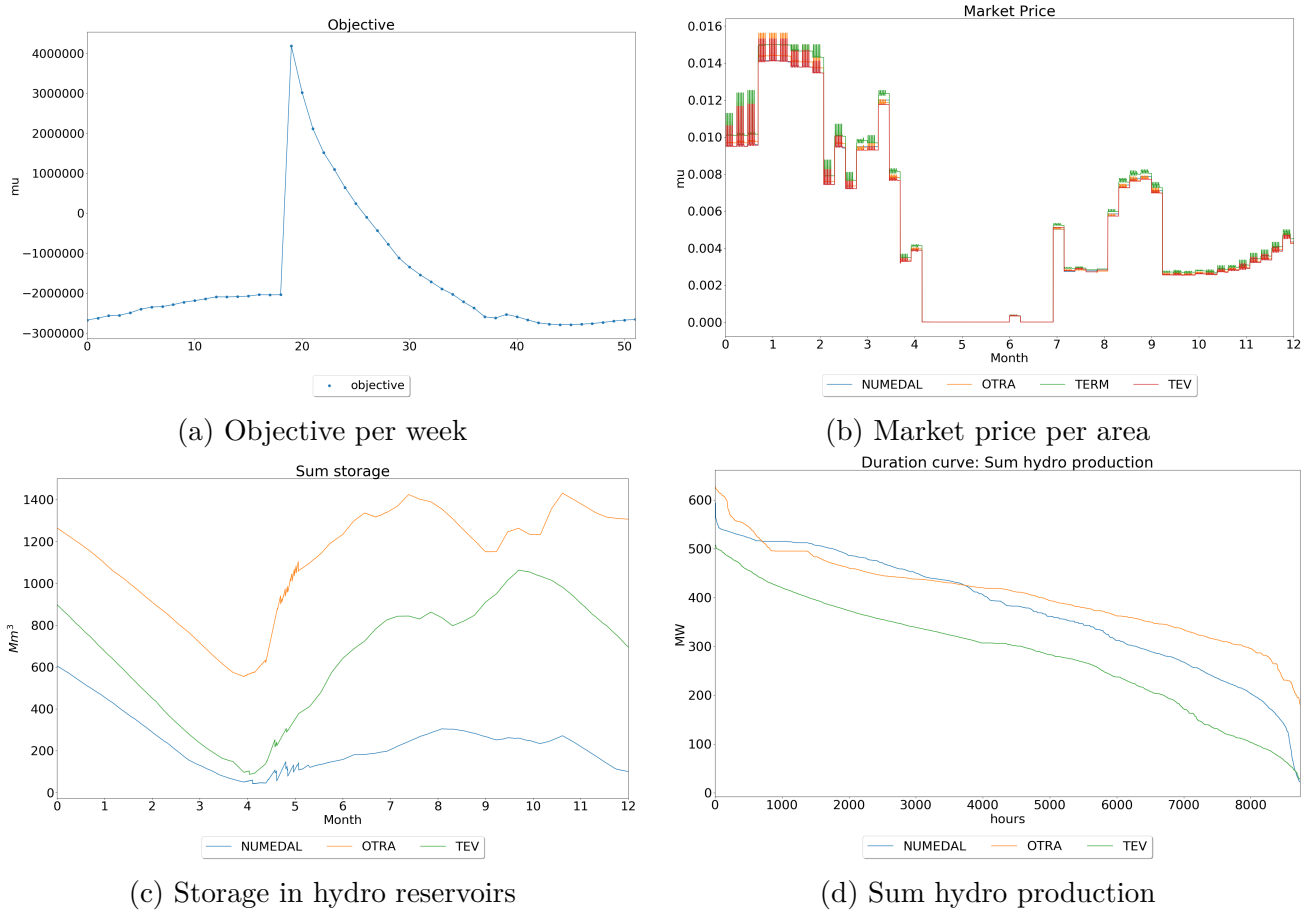 Objective
4000000
3000000
2000000
1000000
0
−1000000
−2000000
−3000000
mu
0 10 20 30 40 50
objective
(a) Objective per week
Market Price
0.016
0.014
0.012
0.010
0.008
0.006
0.004
0.002
0.000
mu
0 1 2 3 4 5 6 7 8 9 10 11 12
Month
NUMEDAL OTRA TERM TEV
(b) Market price per area
Sum storage
1400
1200
1000
800
600
400
200
0
Mm³
0 1 2 3 4 5 6 7 8 9 10 11 12
Month
NUMEDAL OTRA TEV
(c) Storage in hydro reservoirs
Duration curve: Sum hydro production
600
500
400
300
200
100
0
MW
0 1000 2000 3000 4000 5000 6000 7000 8000
hours
NUMEDAL OTRA TEV
(d) Sum hydro production